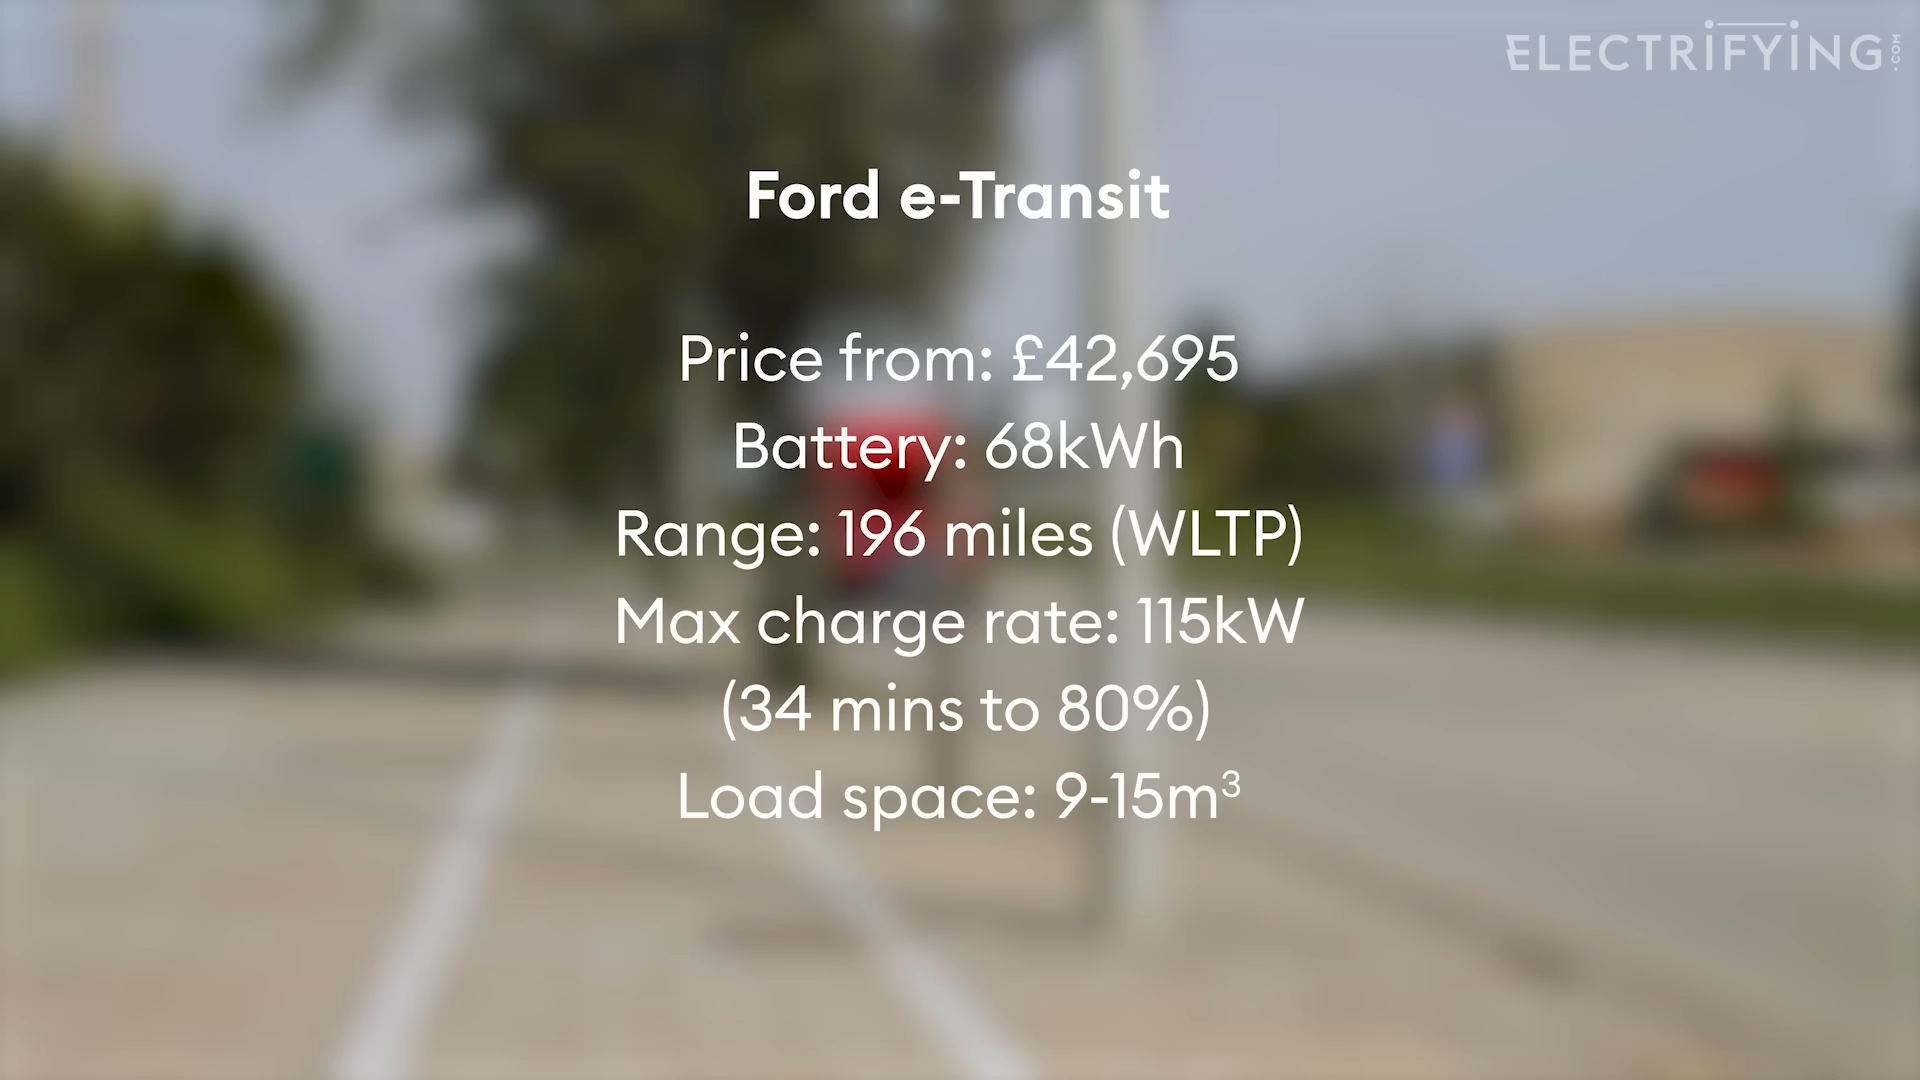 ELECTRIFYING.COM
Ford e-Transit
Price from: £42,695
Battery: 68kWh
Range: 196 miles (WLTP)
Max charge rate: 115kW
(34 mins to 80%)
Load space: 9-15m³